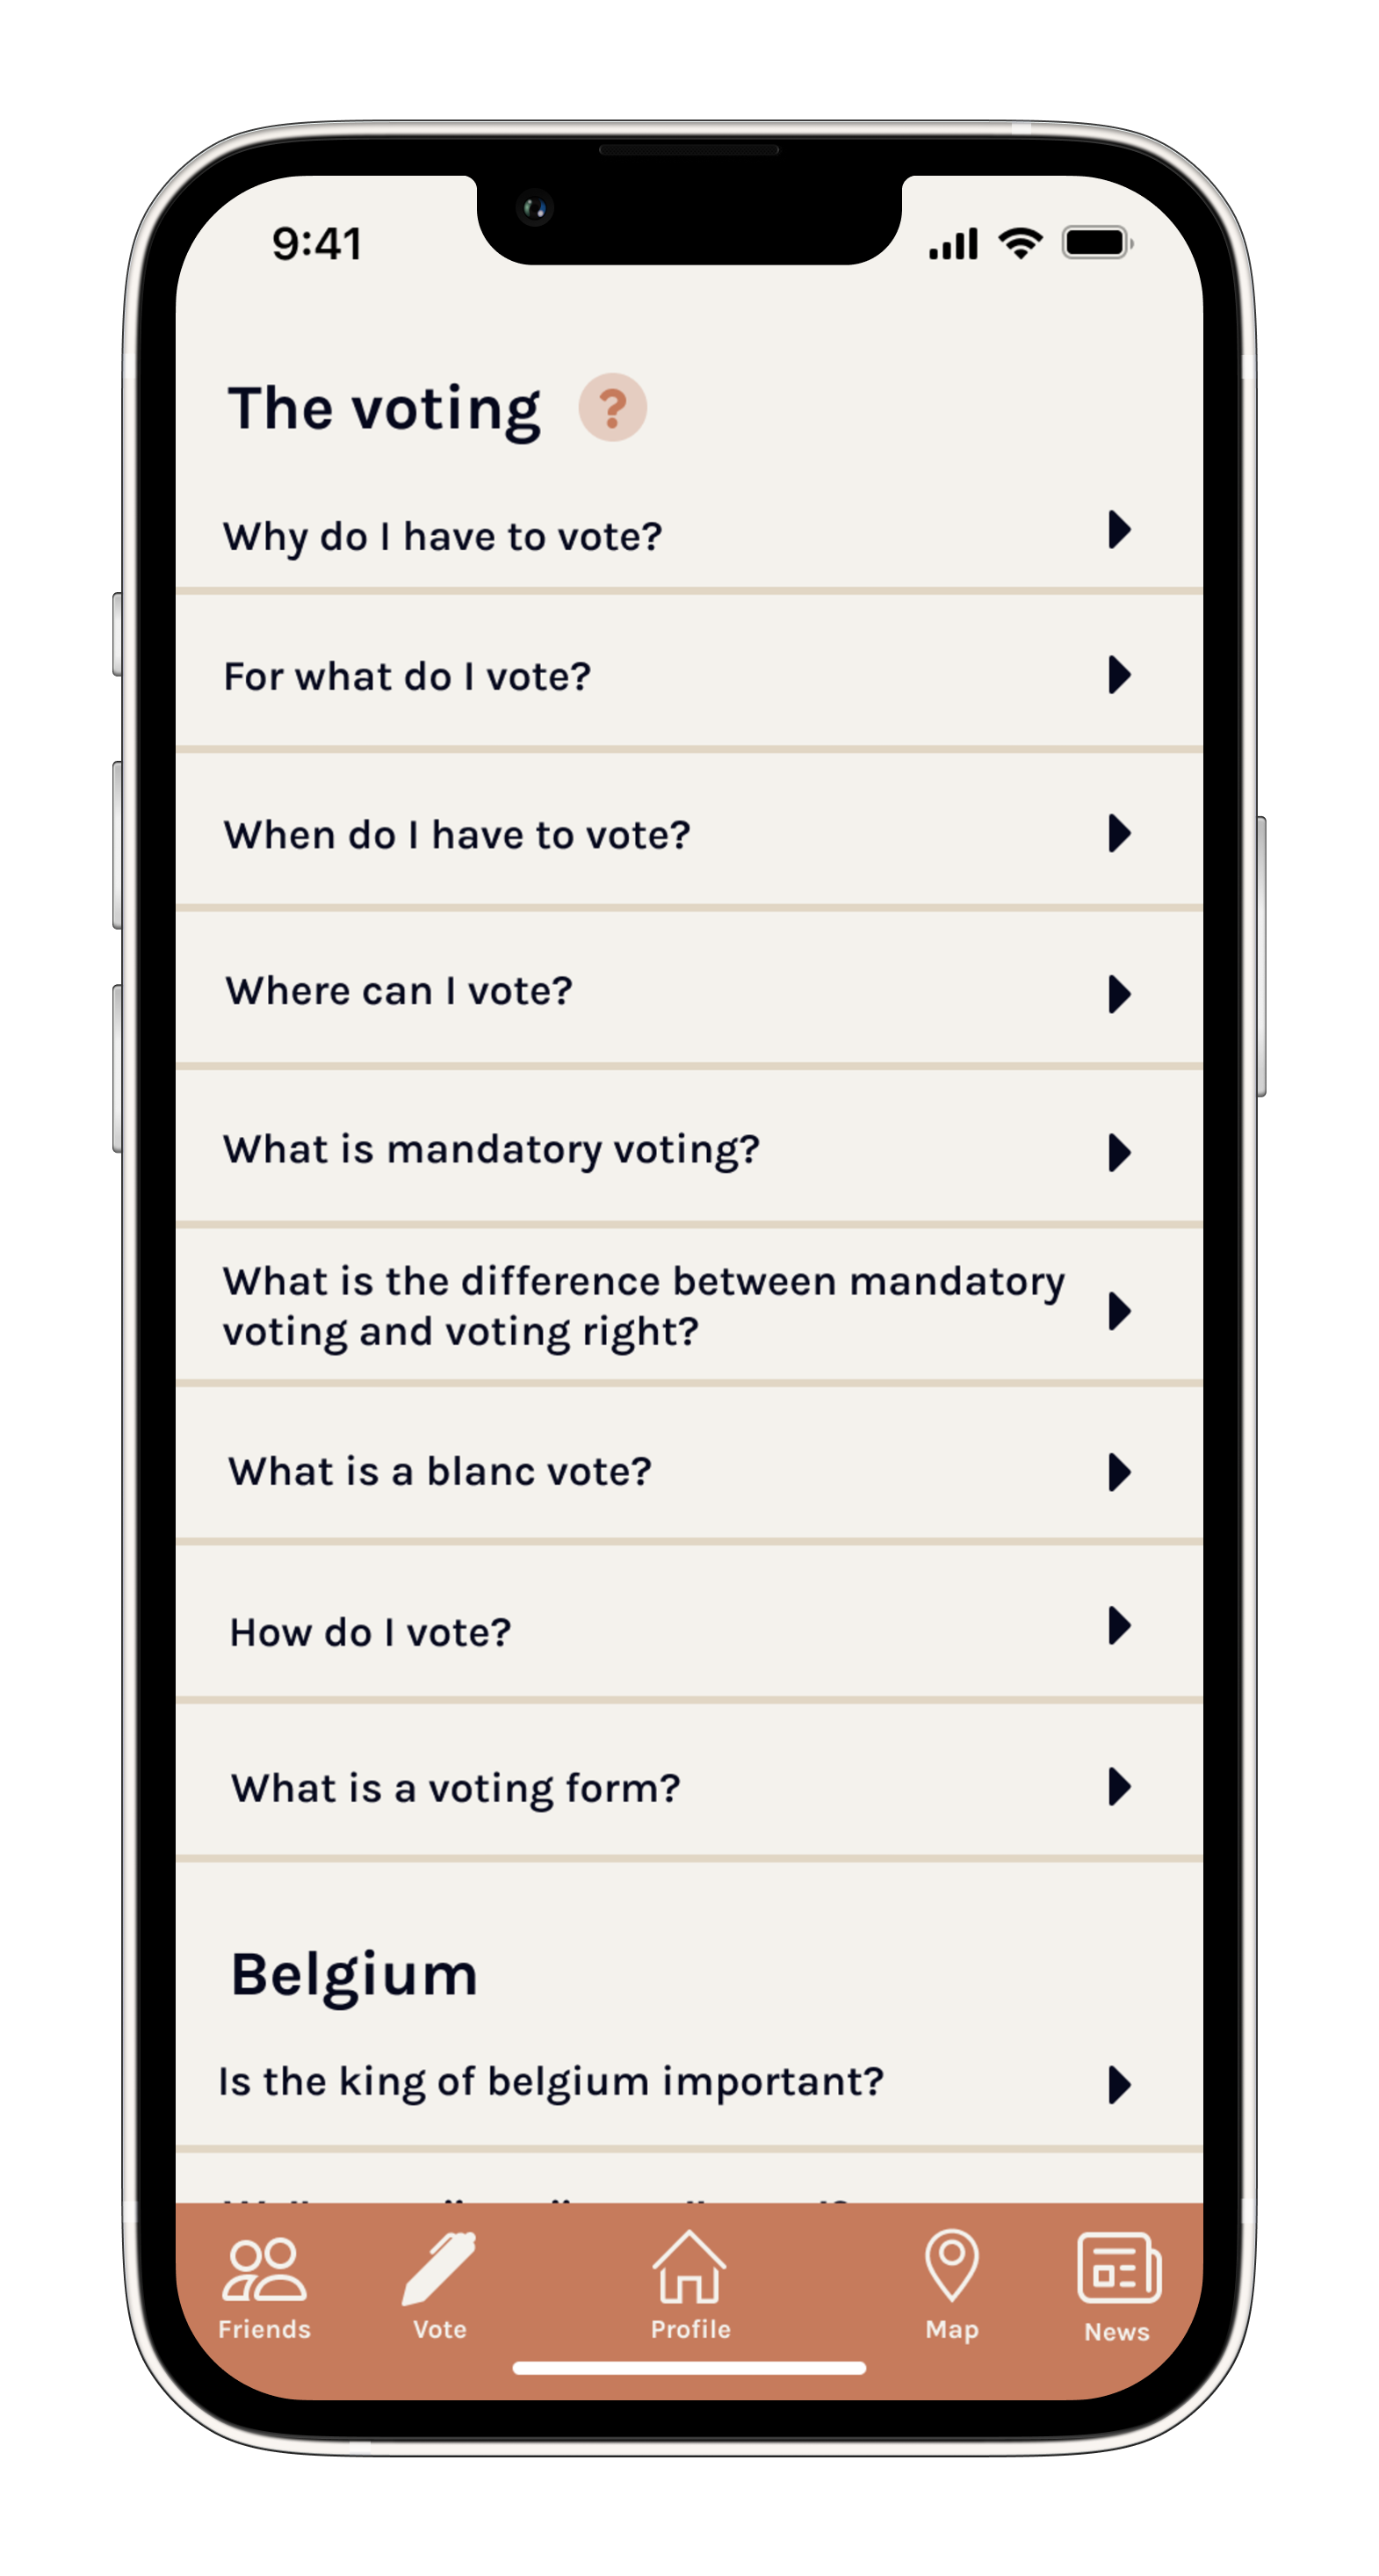 9:41
The voting ?
Why do I have to vote?
For what do I vote?
When do I have to vote?
Where can I vote?
What is mandatory voting?
What is the difference between mandatory
voting and voting right?
What is a blanc vote?
How do I vote?
What is a voting form?
Belgium
Is the king of belgium important?
Friends Vote Profile Map News